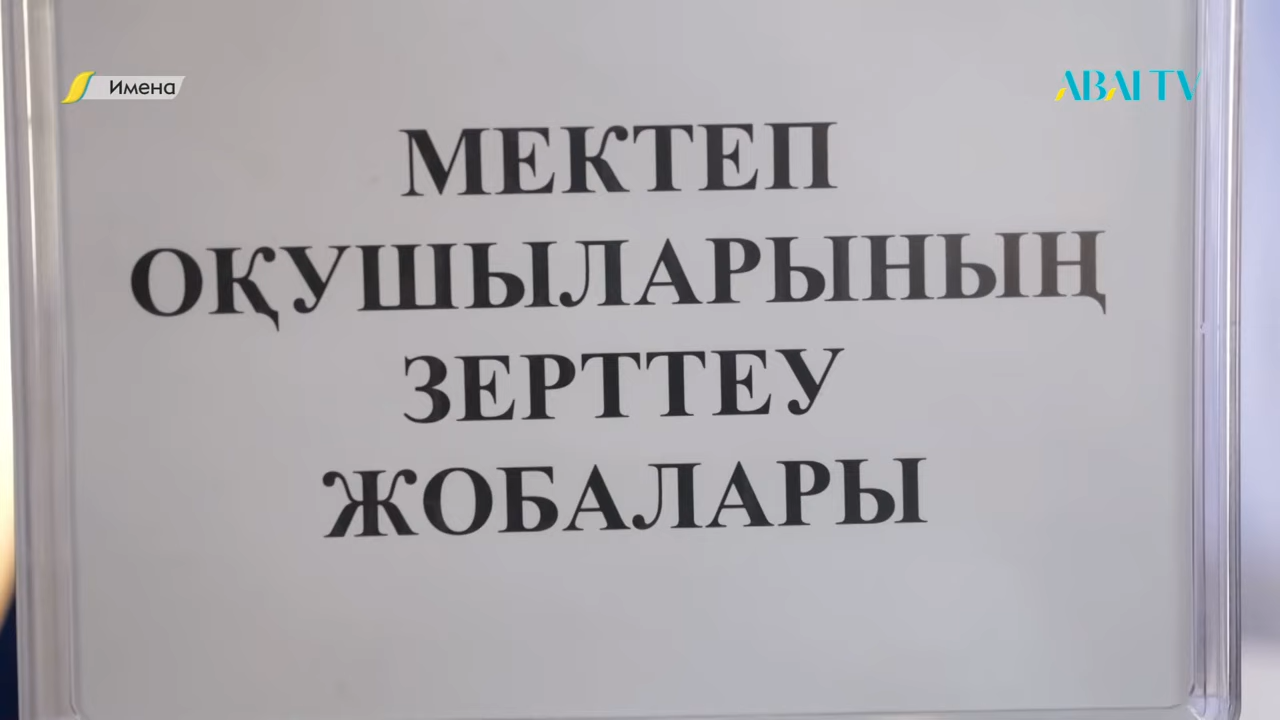 Имена
ABAI TV
МЕКТЕП
ОҚУШЫЛАРЫНЫҢ
ЗЕРТТЕУ
ЖОБАЛАРЫ